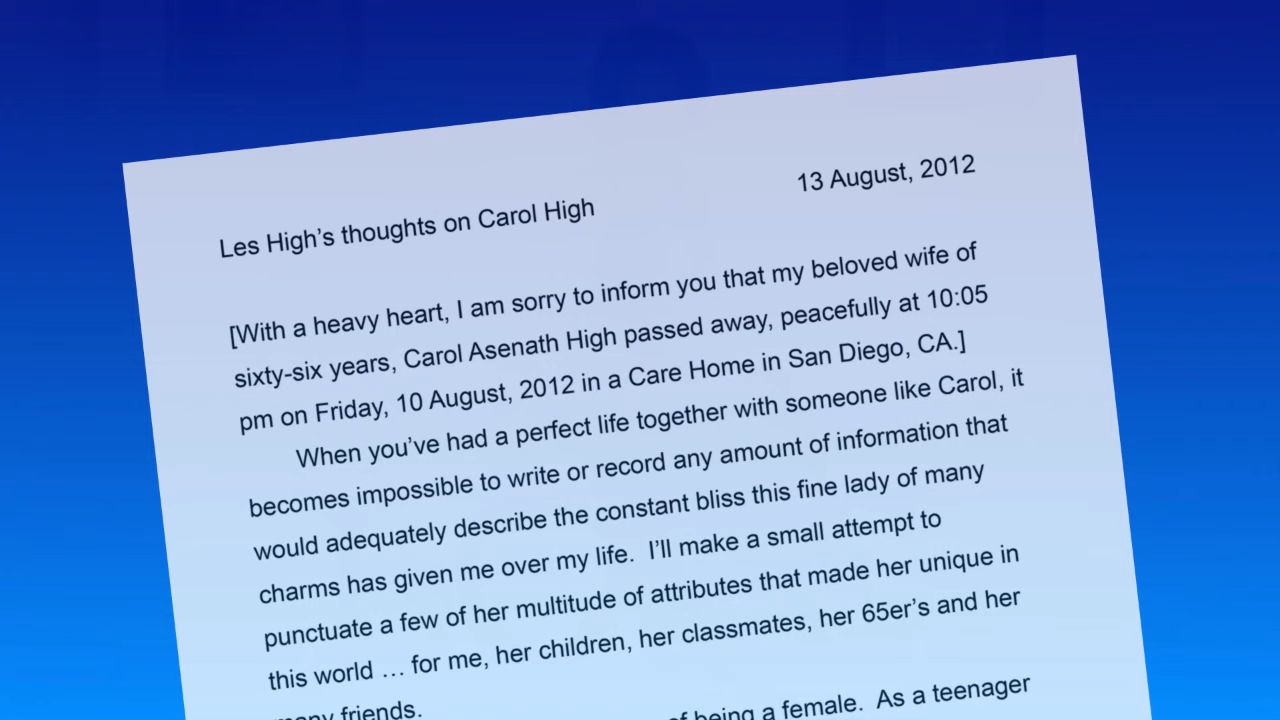 13 August, 2012
Les High's thoughts on Carol High
[With a heavy heart, I am sorry to inform you that my beloved wife of
sixty-six years, Carol Asenath High passed away, peacefully at 10:05
pm on Friday, 10 August, 2012 in a Care Home in San Diego, CA.]
When you've had a perfect life together with someone like Carol, it
becomes impossible to write or record any amount of information that
would adequately describe the constant bliss this fine lady of many
charms has given me over my life.  I'll make a small attempt to
punctuate a few of her multitude of attributes that made her unique in
this world … for me, her children, her classmates, her 65er's and her
many friends.
of being a female.  As a teenager